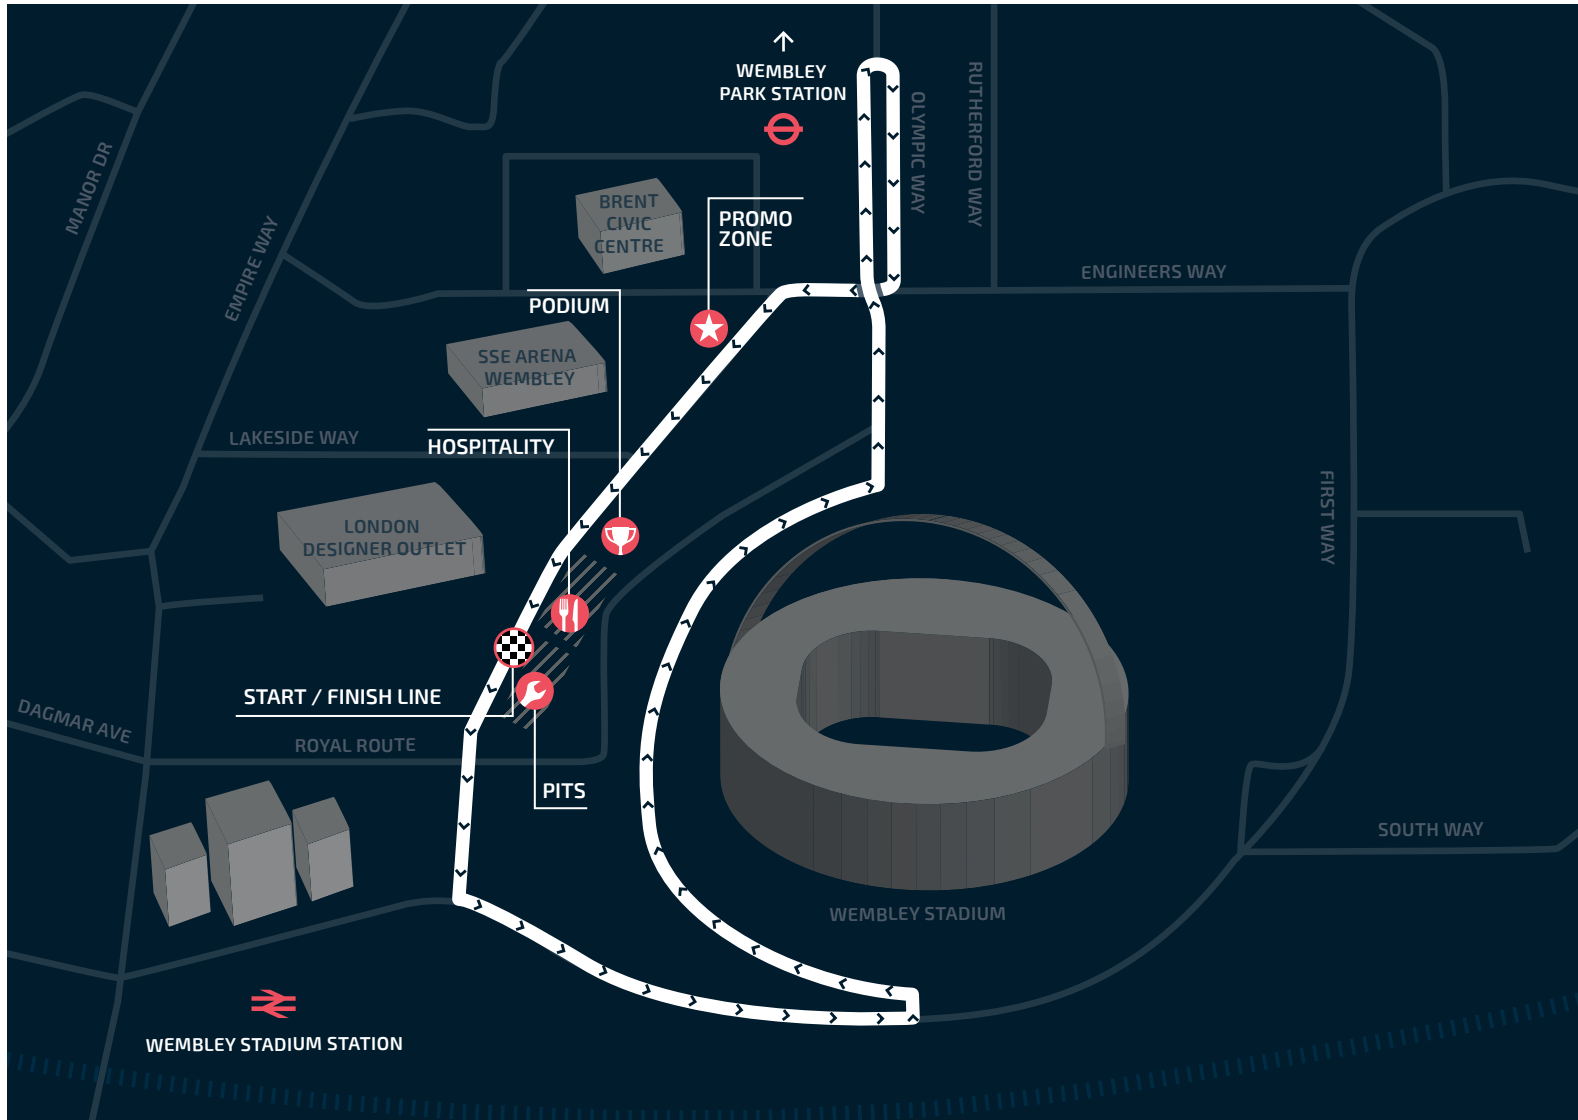 WEMBLEY
PARK STATION
OLYMPIC WAY
RUTHERFORD WAY
MANOR DR
EMPIRE WAY
BRENT
CIVIC
CENTRE
PROMO
ZONE
ENGINEERS WAY
PODIUM
SSE ARENA
WEMBLEY
LAKESIDE WAY
HOSPITALITY
FIRST WAY
LONDON
DESIGNER OUTLET
START / FINISH LINE
DAGMAR AVE
ROYAL ROUTE
PITS
SOUTH WAY
WEMBLEY STADIUM
WEMBLEY STADIUM STATION